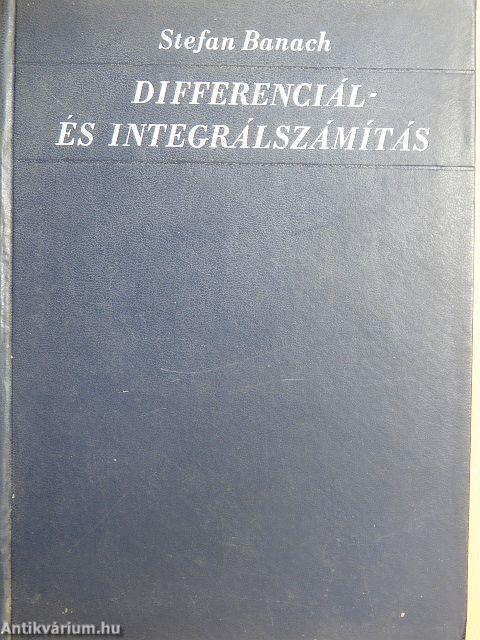 Stefan Banach
DIFFERENCIÁL-
ÉS INTEGRÁLSZÁMÍTÁS
Antikvárium.hu